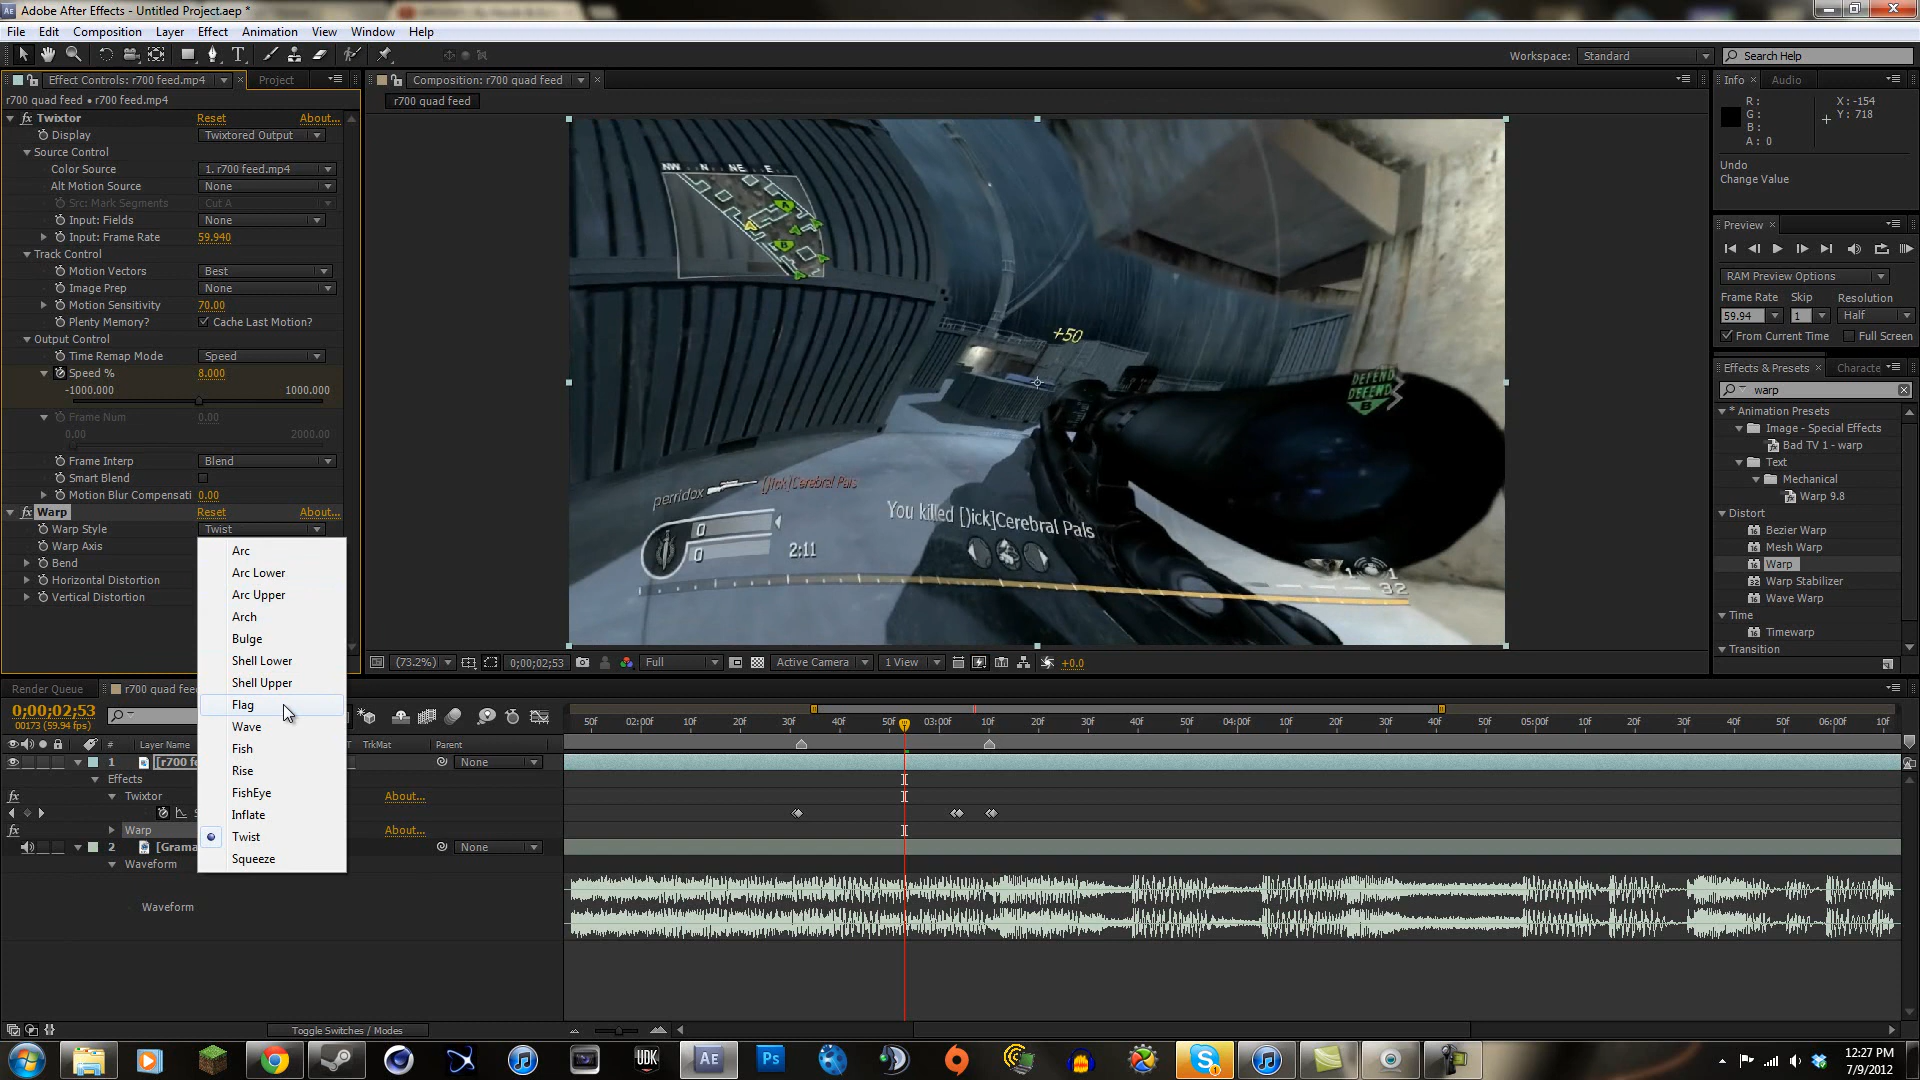 Adobe After Effects - Untitled Project.aep *
File Edit Composition Layer Effect Animation View Window Help
Workspace: Standard Search Help
Effect Controls: r700 feed.mp4 Project
r700 quad feed • r700 feed.mp4
Twixtor Reset About...
Display Twixtored Output
Source Control
Color Source 1. r700 feed.mp4
Alt Motion Source None
Src: Mark Segments Cut A
Input: Fields None
Input: Frame Rate 59.940
Track Control
Motion Vectors Best
Image Prep None
Motion Sensitivity 70.00
Plenty Memory? Cache Last Motion?
Output Control
Time Remap Mode Speed
Speed % 8.000
-1000.000 1000.000
Frame Num 0.00
0.00 2000.00
Frame Interp Blend
Smart Blend
Motion Blur Compensati 0.00
Warp Reset About...
Warp Style Twist
Warp Axis
Bend
Horizontal Distortion
Vertical Distortion
Arc
Arc Lower
Arc Upper
Arch
Bulge
Shell Lower
Shell Upper
Flag
Wave
Fish
Rise
FishEye
Inflate
Twist
Squeeze
Composition: r700 quad feed
r700 quad feed
NW N NE E
+50
DEFEND
DEFEND
B
perridox [)ick]Cerebral Pals
You killed [)ick]Cerebral Pals
0
0
2:11
1 1
32
(73.2%) 0;00;02;53 Full Active Camera 1 View +0.0
Info Audio
R: X: -154
G: Y: 718
B:
A: 0
Undo
Change Value
Preview
RAM Preview Options
Frame Rate Skip Resolution
59.94 1 Half
From Current Time Full Screen
Effects & Presets Characte
warp
* Animation Presets
Image - Special Effects
Bad TV 1 - warp
Text
Mechanical
Warp 9.8
Distort
Bezier Warp
Mesh Warp
Warp
Warp Stabilizer
Wave Warp
Time
Timewarp
Transition
Render Queue r700 quad fee
0;00;02;53
00173 (59.94 fps)
50f 02:00f 10f 20f 30f 40f 50f 03:00f 10f 20f 30f 40f 50f 04:00f 10f 20f 30f 40f 50f 05:00f 10f 20f 30f 40f 50f 06:00f 10f
# Layer Name T TrkMat Parent
1 [r700 fe None
Effects
Twixtor About...
Warp About...
2 [Grama None
Waveform
Waveform
Toggle Switches / Modes
UDK AE Ps
12:27 PM
7/9/2012